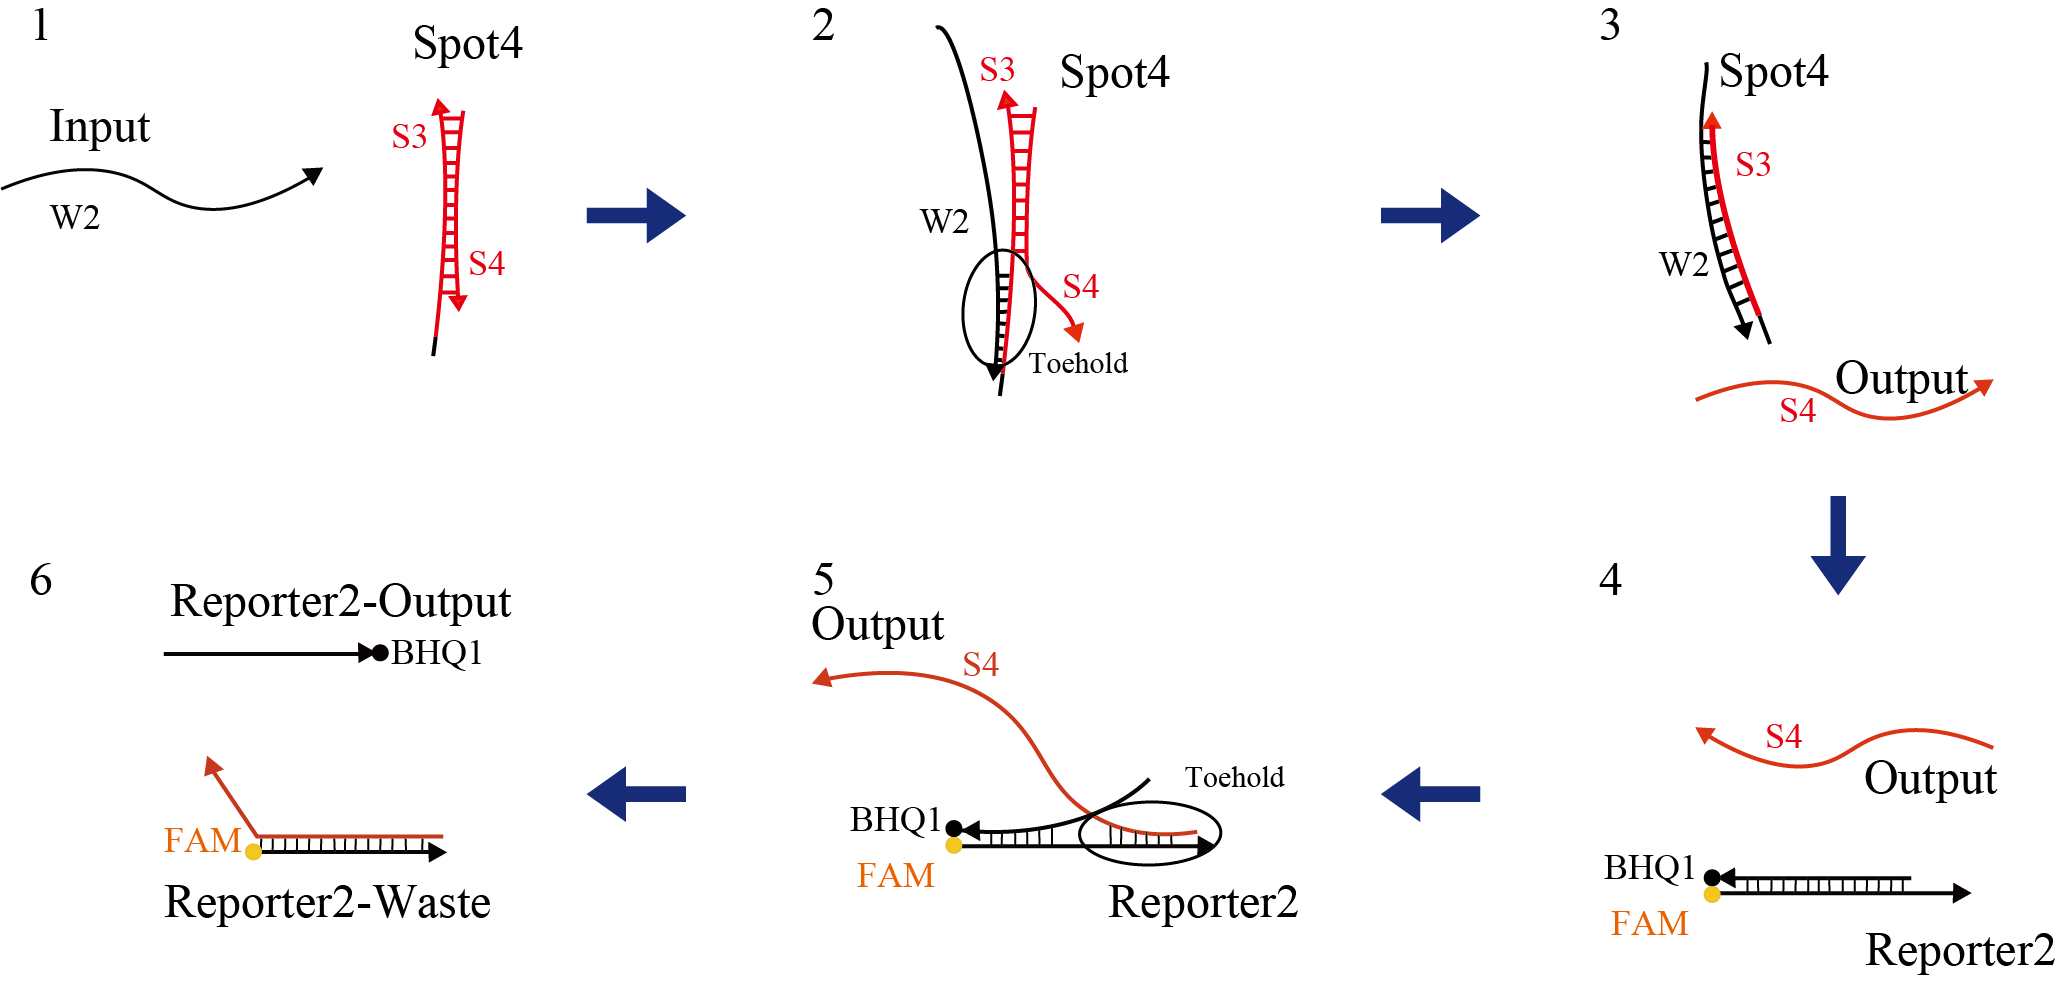 1
Spot4
Input
S3
W2
S4
2
S3
Spot4
W2
S4
Toehold
3
Spot4
S3
W2
Output
S4
4
S4
Output
BHQ1
FAM
Reporter2
5
Output
S4
Toehold
BHQ1
FAM
Reporter2
6
Reporter2-Output
BHQ1
FAM
Reporter2-Waste